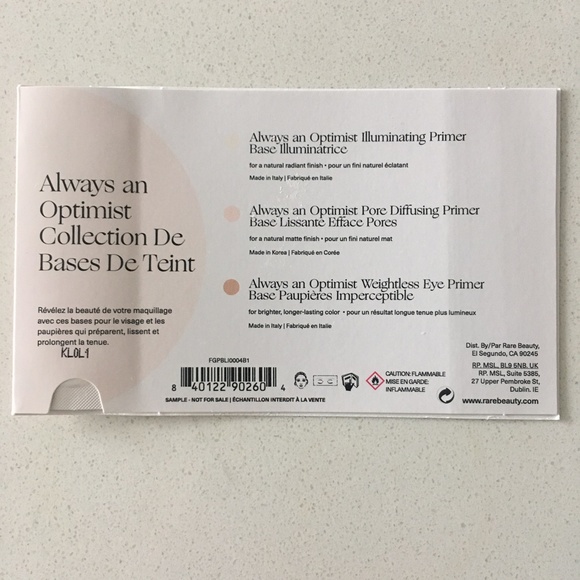 Always an
Optimist
Collection De
Bases De Teint
Révélez la beauté de votre maquillage
avec ces bases pour le visage et les
paupières qui préparent, lissent et
prolongent la tenue.
KL0L1
Always an Optimist Illuminating Primer
Base Illuminatrice
for a natural radiant finish • pour un fini naturel éclatant
Made in Italy | Fabriqué en Italie
Always an Optimist Pore Diffusing Primer
Base Lissante Efface Pores
for a natural matte finish • pour un fini naturel mat
Made in Korea | Fabriqué en Corée
Always an Optimist Weightless Eye Primer
Base Paupières Imperceptible
for brighter, longer-lasting color • pour un résultat longue tenue plus lumineux
Made in Italy | Fabriqué en Italie
FGPBLI0004B1
8 40122 90260 4
SAMPLE - NOT FOR SALE | ÉCHANTILLON INTERDIT À LA VENTE
CAUTION: FLAMMABLE
MISE EN GARDE:
INFLAMMABLE
Dist. By/Par Rare Beauty,
El Segundo, CA 90245
RP. MSL, BL9 5NB. UK
RP. MSL, Suite 5385,
27 Upper Pembroke St,
Dublin. IE
www.rarebeauty.com